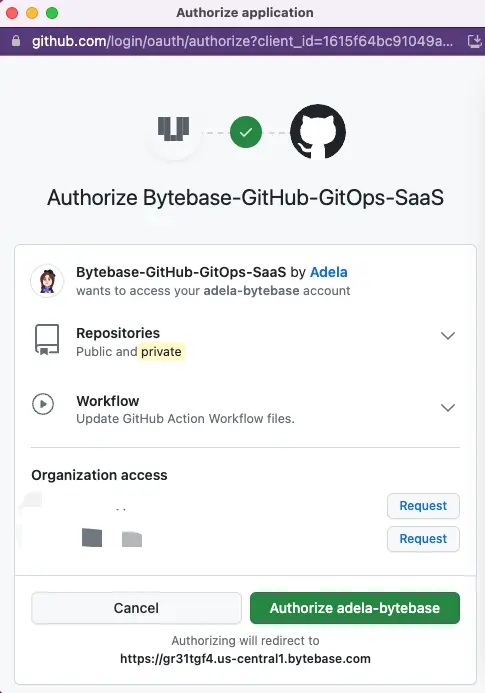 Authorize application
github.com/login/oauth/authorize?client_id=1615f64bc91049a...
Authorize Bytebase-GitHub-GitOps-SaaS
Bytebase-GitHub-GitOps-SaaS by Adela
wants to access your adela-bytebase account
Repositories
Public and private
Workflow
Update GitHub Action Workflow files.
Organization access
Request
Request
Cancel
Authorize adela-bytebase
Authorizing will redirect to
https://gr31tgf4.us-central1.bytebase.com